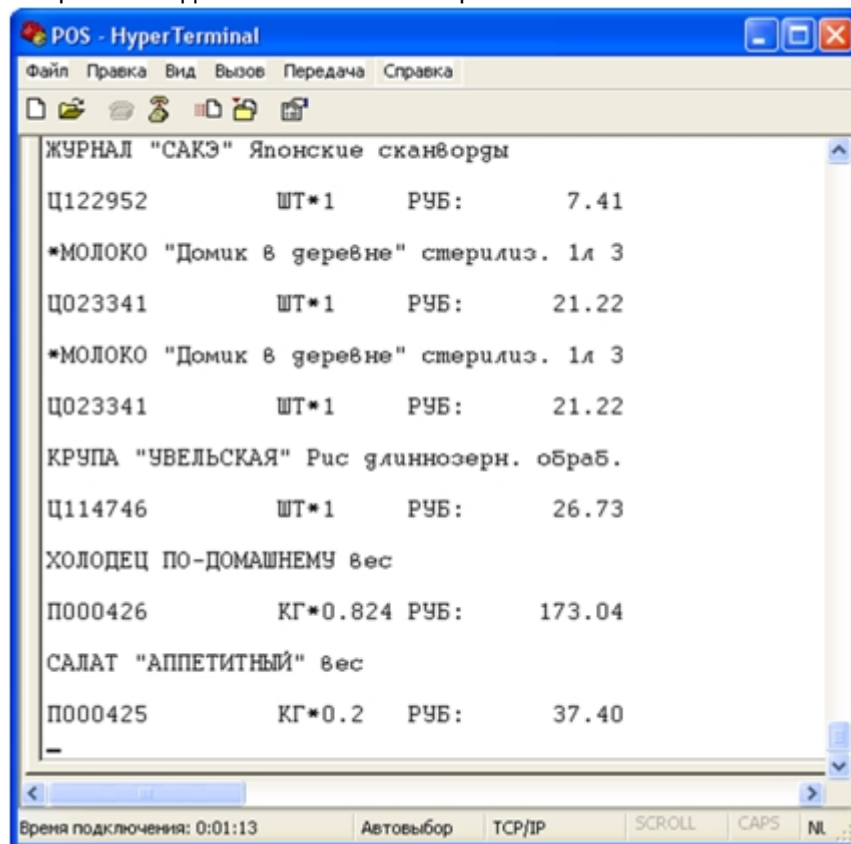 POS - HyperTerminal
Файл Правка Вид Вызов Передача Справка
ЖУРНАЛ "САКЭ" Японские сканворды
Ц122952 ШТ*1 РУБ: 7.41
*МОЛОКО "Домик в деревне" стерилиз. 1л 3
Ц023341 ШТ*1 РУБ: 21.22
*МОЛОКО "Домик в деревне" стерилиз. 1л 3
Ц023341 ШТ*1 РУБ: 21.22
КРУПА "УВЕЛЬСКАЯ" Рис длиннозерн. обраб.
Ц114746 ШТ*1 РУБ: 26.73
ХОЛОДЕЦ ПО-ДОМАШНЕМУ вес
П000426 КГ*0.824 РУБ: 173.04
САЛАТ "АППЕТИТНЫЙ" вес
П000425 КГ*0.2 РУБ: 37.40
Время подключения: 0:01:13 Автовыбор TCP/IP SCROLL CAPS